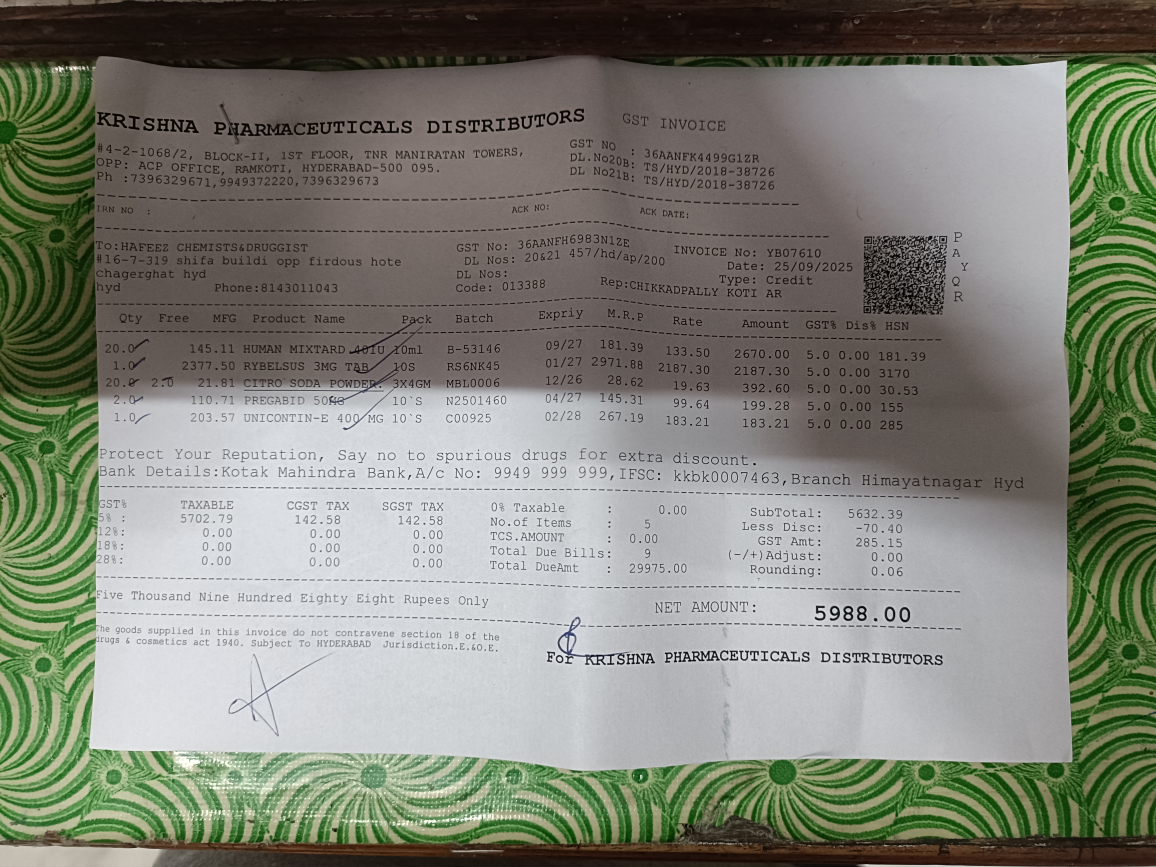 KRISHNA PHARMACEUTICALS DISTRIBUTORS GST INVOICE
#4-2-1068/2, BLOCK-II, 1ST FLOOR, TNR MANIRATAN TOWERS, GST NO : 36AANFK4499G1ZR
OPP: ACP OFFICE, RAMKOTI, HYDERABAD-500 095. DL.No20B: TS/HYD/2018-38726
Ph :7396329671,9949372220,7396329673 DL No21B: TS/HYD/2018-38726
IRN NO : ACK NO: ACK DATE:
To:HAFEEZ CHEMISTS&DRUGGIST GST No: 36AANFH6983N1ZE INVOICE No: YB07610
#16-7-319 shifa buildi opp firdous hote DL Nos: 20&21 457/hd/ap/200 Date: 25/09/2025
chagerghat hyd DL Nos: Type: Credit
hyd Phone:8143011043 Code: 013388 Rep:CHIKKADPALLY KOTI AR
PAY QR
Qty Free MFG Product Name Pack Batch Expriy M.R.P Rate Amount GST% Dis% HSN
20.0 145.11 HUMAN MIXTARD 40IU 10ml B-53146 09/27 181.39 133.50 2670.00 5.0 0.00 181.39
1.0 2377.50 RYBELSUS 3MG TAB 10S RS6NK45 01/27 2971.88 2187.30 2187.30 5.0 0.00 3170
20.0 2.0 21.81 CITRO SODA POWDER. 3X4GM MBL0006 12/26 28.62 19.63 392.60 5.0 0.00 30.53
2.0 110.71 PREGABID 50MG 10`S N2501460 04/27 145.31 99.64 199.28 5.0 0.00 155
1.0 203.57 UNICONTIN-E 400 MG 10`S C00925 02/28 267.19 183.21 183.21 5.0 0.00 285
Protect Your Reputation, Say no to spurious drugs for extra discount.
Bank Details:Kotak Mahindra Bank,A/c No: 9949 999 999,IFSC: kkbk0007463,Branch Himayatnagar Hyd
GST% TAXABLE CGST TAX SGST TAX 0% Taxable : 0.00 SubTotal: 5632.39
5% : 5702.79 142.58 142.58 No.of Items : 5 Less Disc: -70.40
12%: 0.00 0.00 0.00 TCS.AMOUNT : 0.00 GST Amt: 285.15
18%: 0.00 0.00 0.00 Total Due Bills: 9 (-/+)Adjust: 0.00
28%: 0.00 0.00 0.00 Total DueAmt : 29975.00 Rounding: 0.06
Five Thousand Nine Hundred Eighty Eight Rupees Only NET AMOUNT: 5988.00
The goods supplied in this invoice do not contravene section 18 of the
drugs & cosmetics act 1940. Subject To HYDERABAD Jurisdiction.E.&O.E.
For KRISHNA PHARMACEUTICALS DISTRIBUTORS